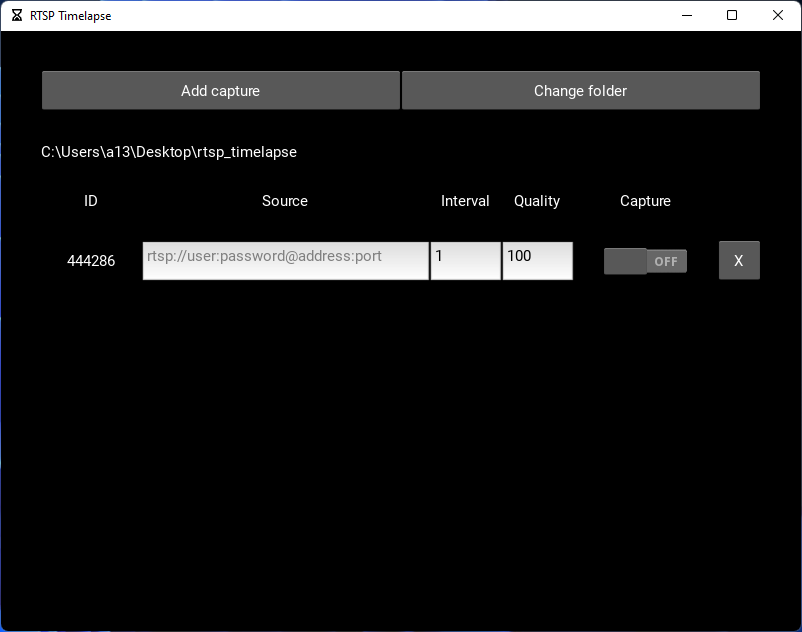 RTSP Timelapse
Add capture Change folder
C:\Users\a13\Desktop\rtsp_timelapse
ID Source Interval Quality Capture
444286 rtsp://user:password@address:port 1 100 OFF X